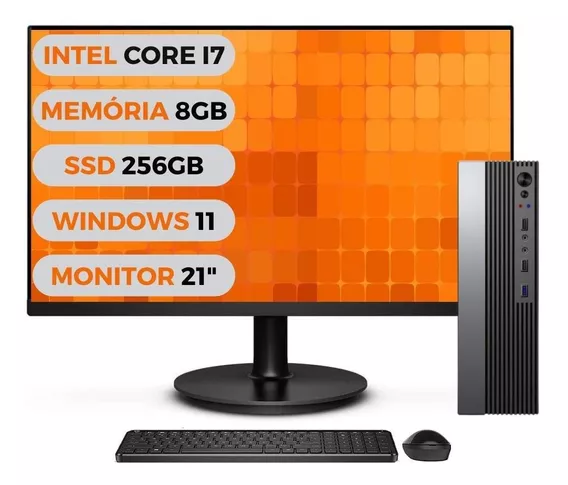 INTEL CORE I7
MEMÓRIA 8GB
SSD 256GB
WINDOWS 11
MONITOR 21"